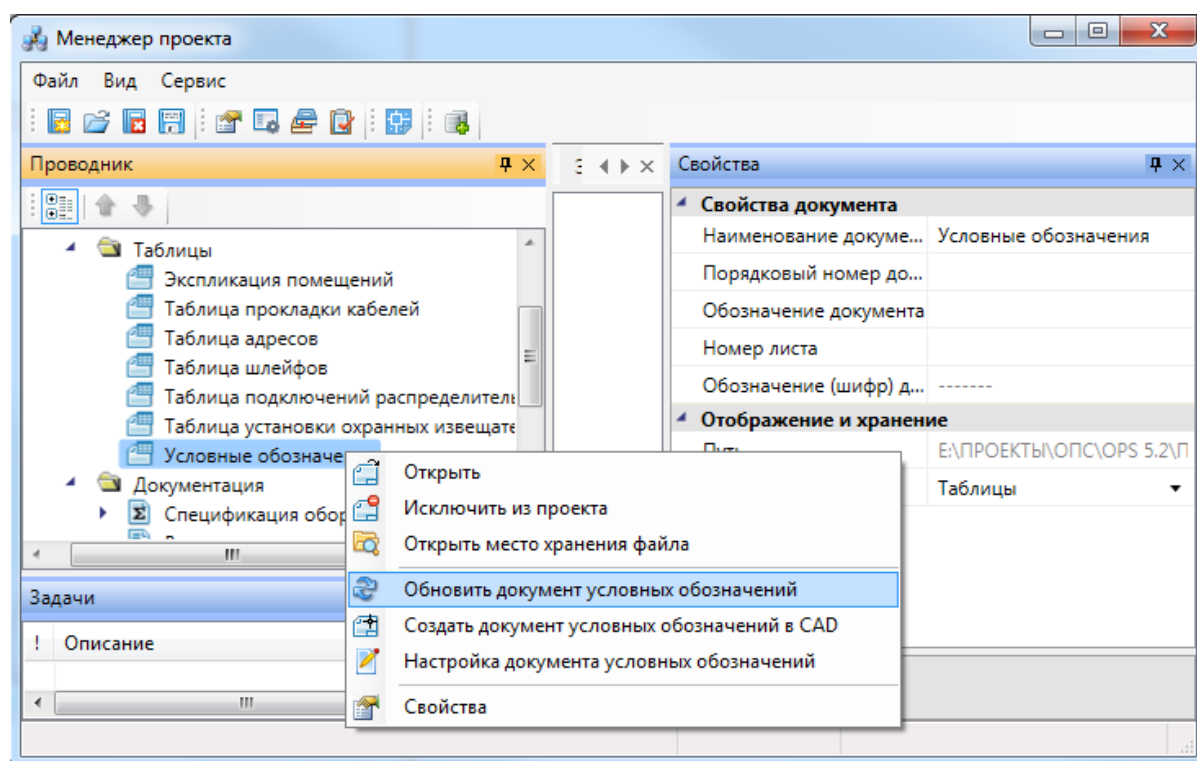 Менеджер проекта
Файл Вид Сервис
Проводник
Э
Свойства
Таблицы
Экспликация помещений
Таблица прокладки кабелей
Таблица адресов
Таблица шлейфов
Таблица подключений распределитель
Таблица установки охранных извещате
Условные обозначе
Документация
Спецификация обор
Свойства документа
Наименование докуме... Условные обозначения
Порядковый номер до...
Обозначение документа
Номер листа
Обозначение (шифр) д... -------
Отображение и хранение
Путь E:\ПРОЕКТЫ\ОПС\OPS 5.2\П
Таблицы
Открыть
Исключить из проекта
Открыть место хранения файла
Обновить документ условных обозначений
Создать документ условных обозначений в CAD
Настройка документа условных обозначений
Свойства
Задачи
! Описание